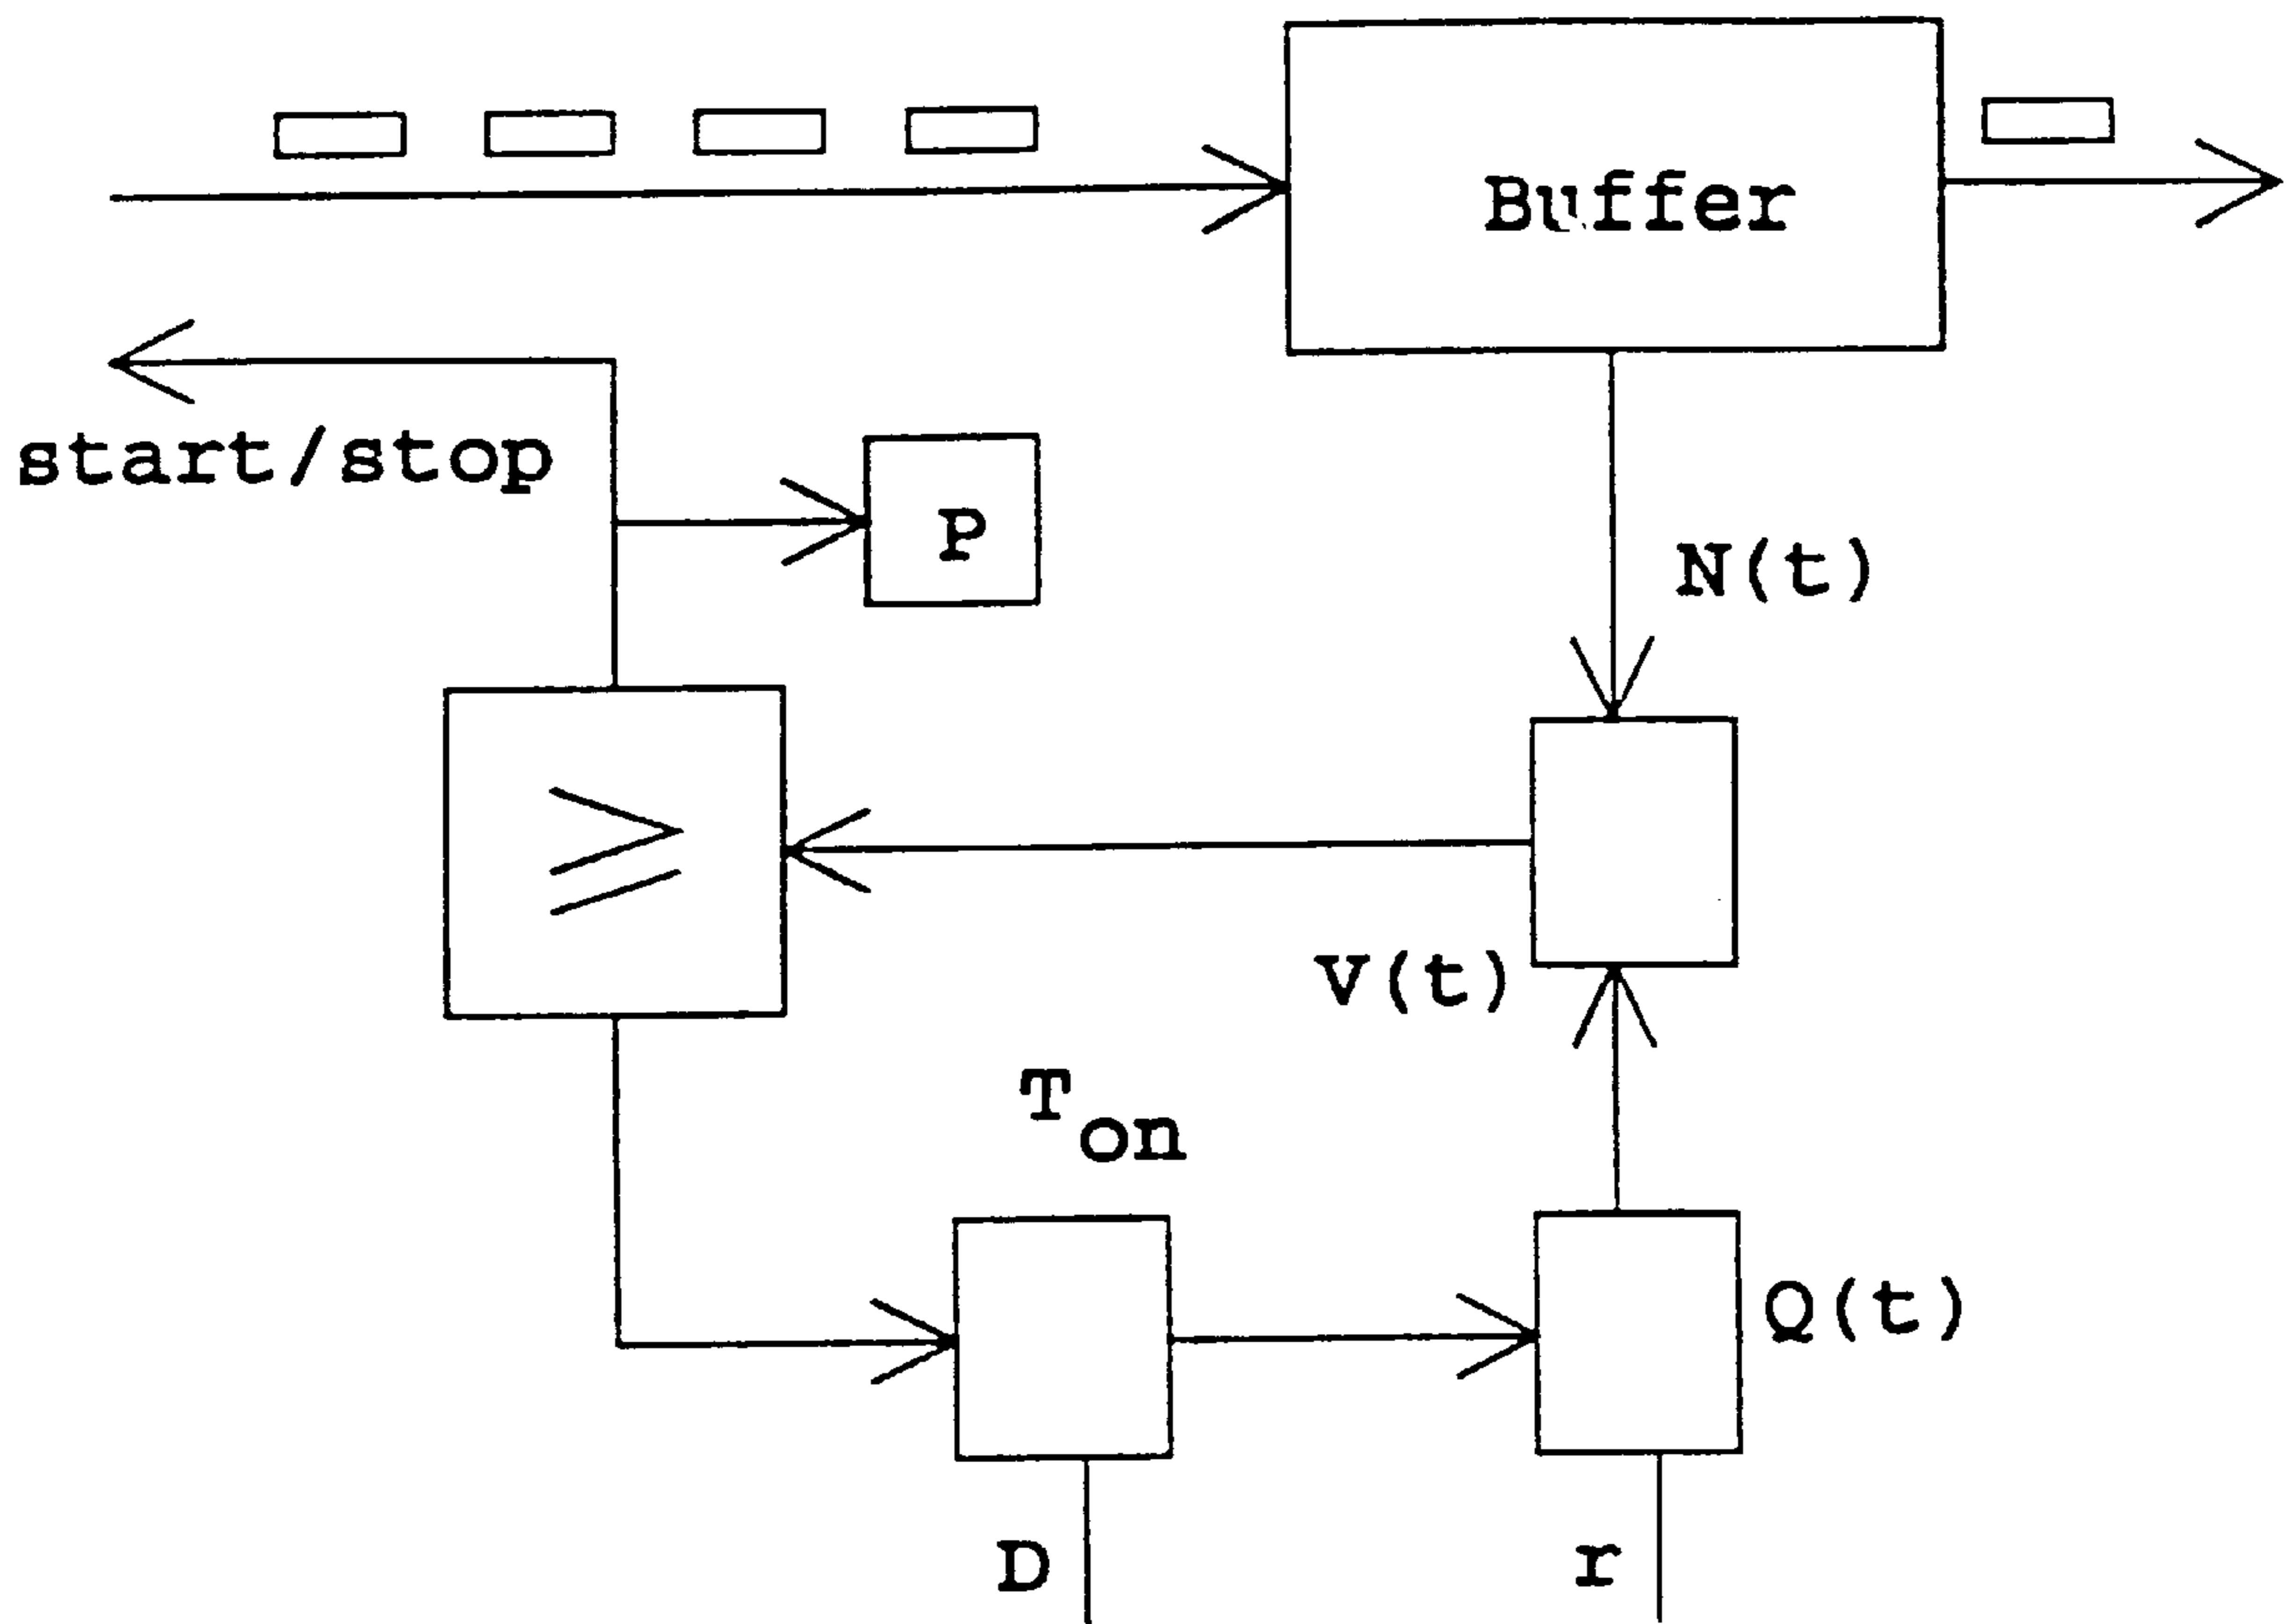 Buffer
start/stop
P
N(t)
≥
V(t)
T on
Q(t)
D
r